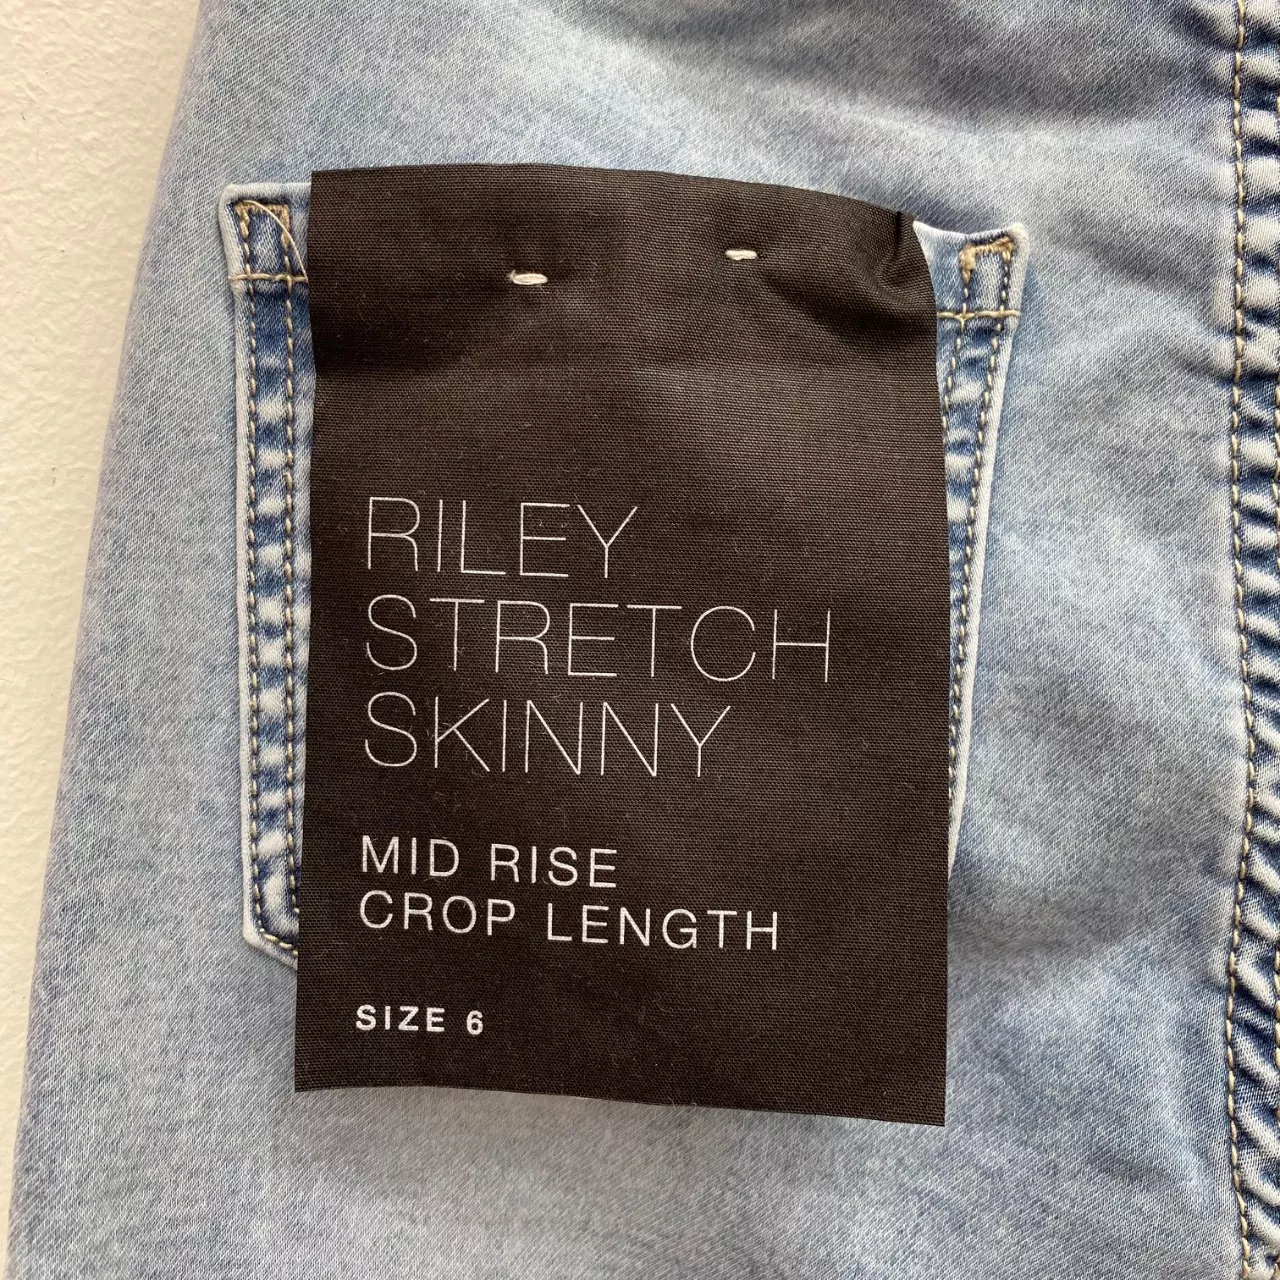 RILEY
STRETCH
SKINNY
MID RISE
CROP LENGTH
SIZE 6